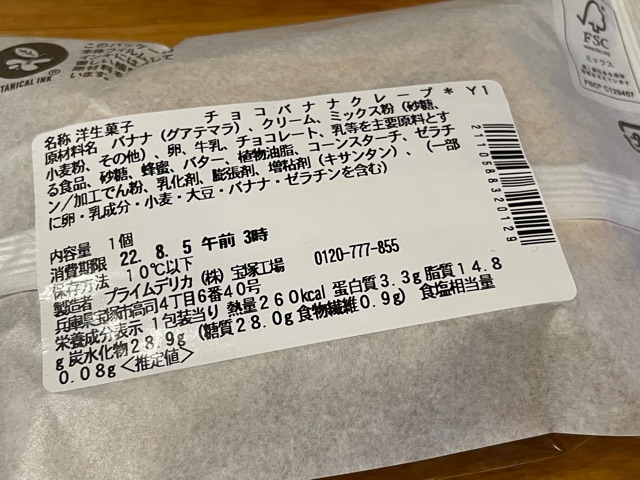 BOTANICAL INK®
FSC
ミックス
FSC® C129457
チョコバナナクレープ* Y1
名称 洋生菓子
原材料名 バナナ(グアテマラ)、クリーム、ミックス粉(砂糖、
小麦粉、その他)、卵、牛乳、チョコレート、乳等を主要原料とす
る食品、砂糖、蜂蜜、バター、植物油脂、コーンスターチ、ゼラチ
ン/加工でん粉、乳化剤、膨張剤、増粘剤(キサンタン)、(一部
に卵・乳成分・小麦・大豆・バナナ・ゼラチンを含む)
2110588320129
内容量 1個
消費期限 22. 8. 5 午前 3時
保存方法 10℃以下 0120-777-855
製造者 プライムデリカ(株)宝塚工場
兵庫県宝塚市高司4丁目6番40号
栄養成分表示 1包装当り 熱量260kcal 蛋白質3.3g 脂質14.8
g 炭水化物28.9g(糖質28.0g 食物繊維0.9g) 食塩相当量
0.08g<推定値>